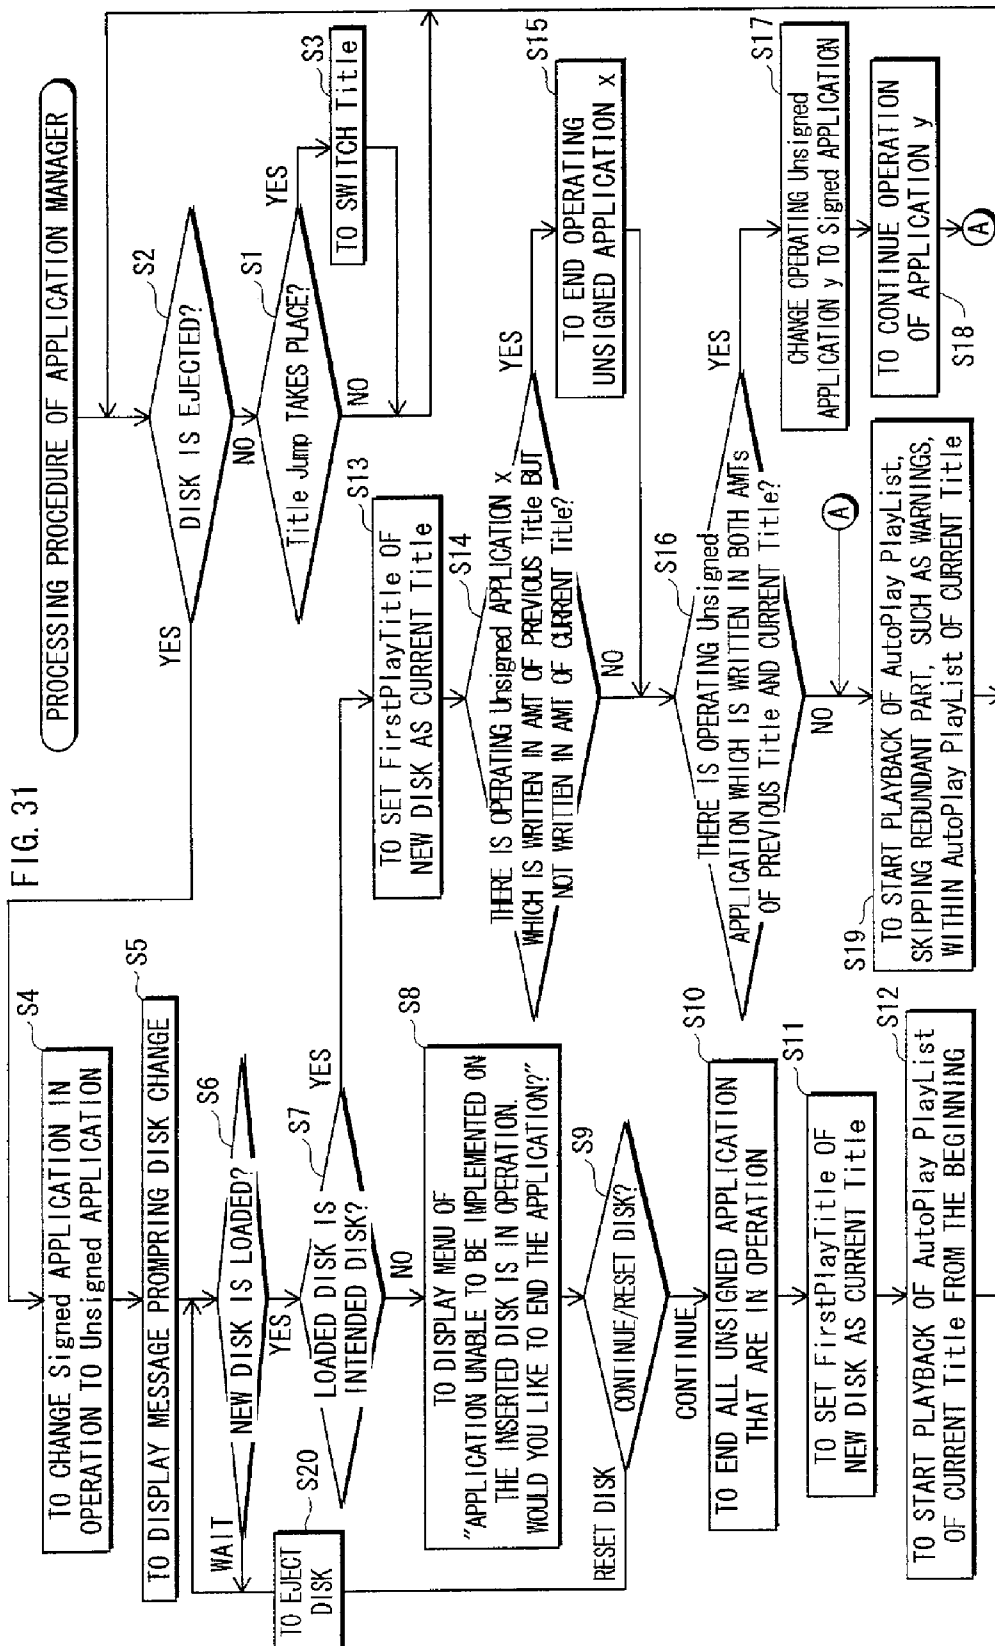 FIG. 31
PROCESSING PROCEDURE OF APPLICATION MANAGER
S2
DISK IS EJECTED?
YES
NO
S1
Title Jump TAKES PLACE?
YES
NO
S3
TO SWITCH Title
S4
TO CHANGE Signed APPLICATION IN
OPERATION TO Unsigned APPLICATION
S5
TO DISPLAY MESSAGE PROMPRING DISK CHANGE
S6
NEW DISK IS LOADED?
WAIT
YES
S7
LOADED DISK IS
INTENDED DISK?
YES
NO
S20
TO EJECT
DISK
S8
TO DISPLAY MENU OF
"APPLICATION UNABLE TO BE IMPLEMENTED ON
THE INSERTED DISK IS IN OPERATION.
WOULD YOU LIKE TO END THE APPLICATION?"
S9
CONTINUE/RESET DISK?
RESET DISK
CONTINUE
S10
TO END ALL UNSIGNED APPLICATION
THAT ARE IN OPERATION
S11
TO SET FirstPlayTitle OF
NEW DISK AS CURRENT Title
S12
TO START PLAYBACK OF AutoPlay PlayList
OF CURRENT Title FROM THE BEGINNING
S13
TO SET FirstPlayTitle OF
NEW DISK AS CURRENT Title
S14
THERE IS OPERATING Unsigned APPLICATION x
WHICH IS WRITTEN IN AMT OF PREVIOUS Title BUT
NOT WRITTEN IN AMT OF CURRENT Title?
YES
NO
S15
TO END OPERATING
UNSIGNED APPLICATION x
S16
THERE IS OPERATING Unsigned
APPLICATION WHICH IS WRITTEN IN BOTH AMTs
OF PREVIOUS Title AND CURRENT Title?
YES
NO
S17
CHANGE OPERATING Unsigned
APPLICATION y TO Signed APPLICATION
TO CONTINUE OPERATION
OF APPLICATION y
S18
A
A
S19
TO START PLAYBACK OF AutoPlay PlayList,
SKIPPING REDUNDANT PART, SUCH AS WARNINGS,
WITHIN AutoPlay PlayList OF CURRENT Title